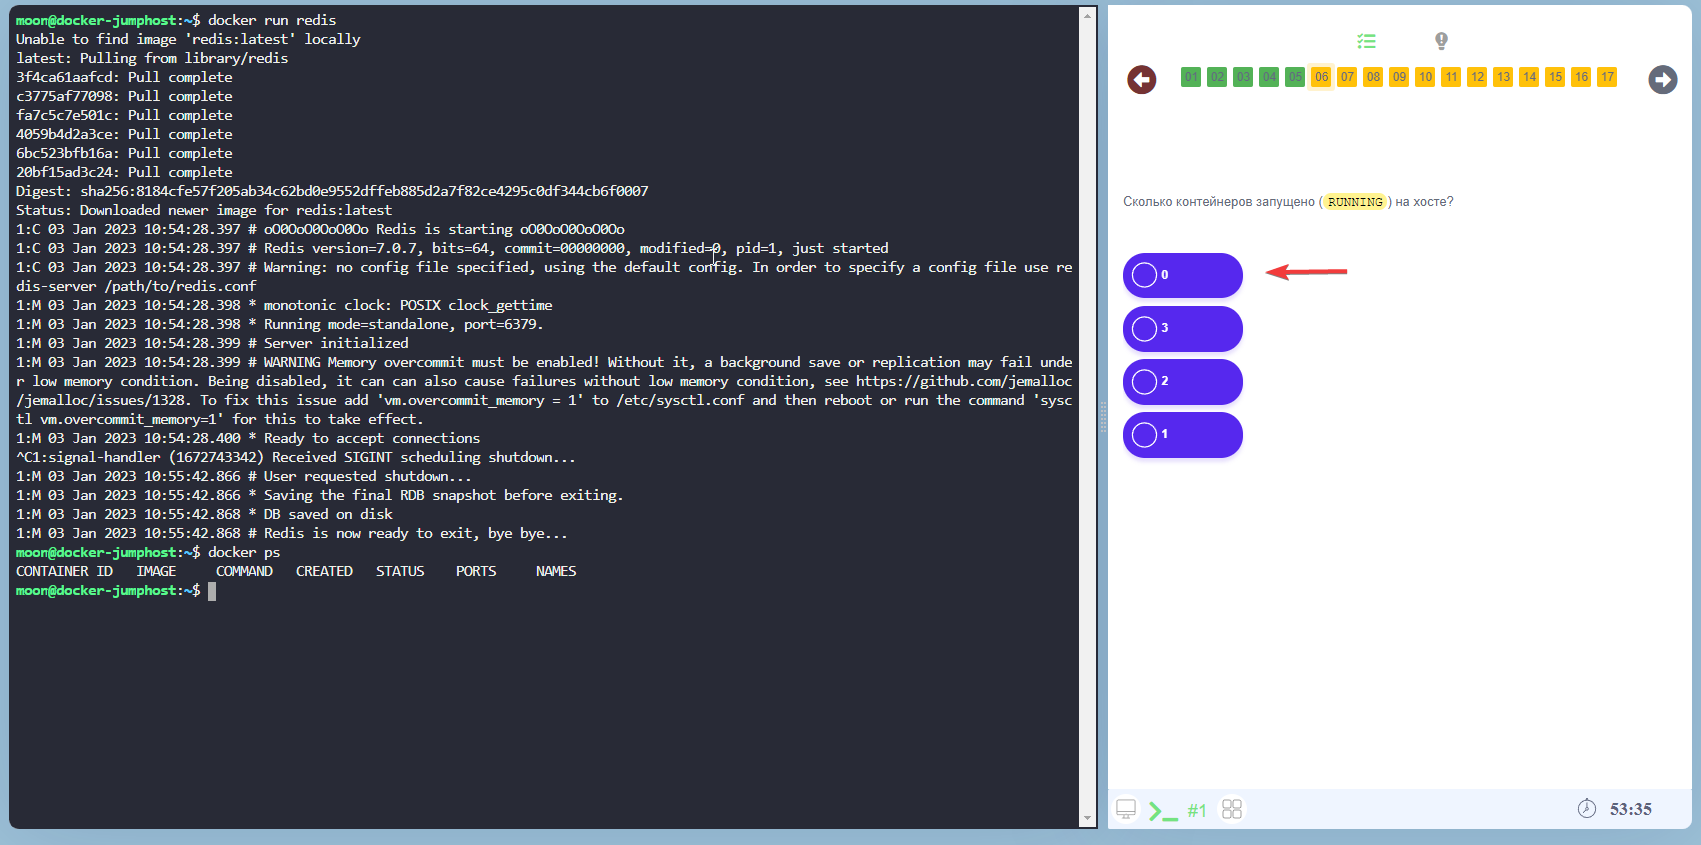 moon@docker-jumphost:~$ docker run redis
Unable to find image 'redis:latest' locally
latest: Pulling from library/redis
3f4ca61aafcd: Pull complete
c3775af77098: Pull complete
fa7c5c7e501c: Pull complete
4059b4d2a3ce: Pull complete
6bc523bfb16a: Pull complete
20bf15ad3c24: Pull complete
Digest: sha256:8184cfe57f205ab34c62bd0e9552dffeb885d2a7f82ce4295c0df344cb6f0007
Status: Downloaded newer image for redis:latest
1:C 03 Jan 2023 10:54:28.397 # oO0OoO0OoO0Oo Redis is starting oO0OoO0OoO0Oo
1:C 03 Jan 2023 10:54:28.397 # Redis version=7.0.7, bits=64, commit=00000000, modified=0, pid=1, just started
1:C 03 Jan 2023 10:54:28.397 # Warning: no config file specified, using the default config. In order to specify a config file use re
dis-server /path/to/redis.conf
1:M 03 Jan 2023 10:54:28.398 * monotonic clock: POSIX clock_gettime
1:M 03 Jan 2023 10:54:28.398 * Running mode=standalone, port=6379.
1:M 03 Jan 2023 10:54:28.399 # Server initialized
1:M 03 Jan 2023 10:54:28.399 # WARNING Memory overcommit must be enabled! Without it, a background save or replication may fail unde
r low memory condition. Being disabled, it can can also cause failures without low memory condition, see https://github.com/jemalloc
/jemalloc/issues/1328. To fix this issue add 'vm.overcommit_memory = 1' to /etc/sysctl.conf and then reboot or run the command 'sysc
tl vm.overcommit_memory=1' for this to take effect.
1:M 03 Jan 2023 10:54:28.400 * Ready to accept connections
^C1:signal-handler (1672743342) Received SIGINT scheduling shutdown...
1:M 03 Jan 2023 10:55:42.866 # User requested shutdown...
1:M 03 Jan 2023 10:55:42.866 * Saving the final RDB snapshot before exiting.
1:M 03 Jan 2023 10:55:42.868 * DB saved on disk
1:M 03 Jan 2023 10:55:42.868 # Redis is now ready to exit, bye bye...
moon@docker-jumphost:~$ docker ps
CONTAINER ID IMAGE COMMAND CREATED STATUS PORTS NAMES
moon@docker-jumphost:~$
01 02 03 04 05 06 07 08 09 10 11 12 13 14 15 16 17
Сколько контейнеров запущено ( RUNNING ) на хосте?
0
3
2
1
#1
53:35